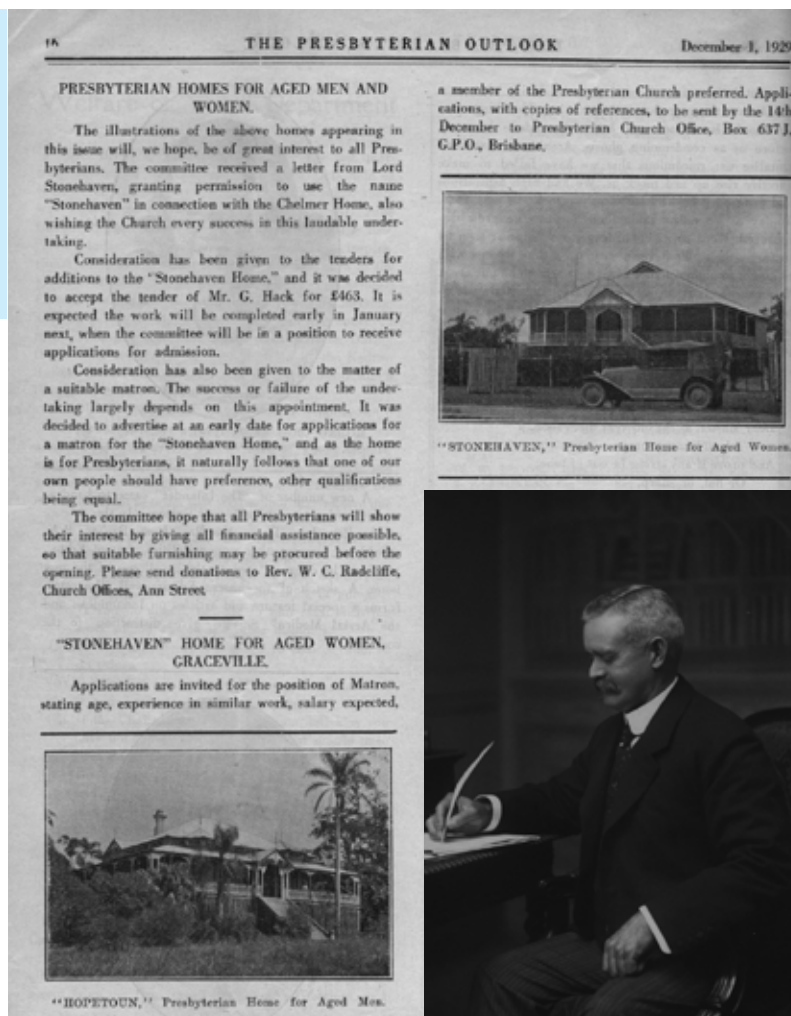 16
THE PRESBYTERIAN OUTLOOK
December 1, 1929
PRESBYTERIAN HOMES FOR AGED MEN AND
WOMEN.
The illustrations of the above homes appearing in
this issue will, we hope, be of great interest to all Pres-
byterians. The committee received a letter from Lord
Stonehaven, granting permission to use the name
"Stonehaven" in connection with the Chelmer Home, also
wishing the Church every success in this laudable under-
taking.
Consideration has been given to the tenders for
additions to the "Stonehaven Home," and it was decided
to accept the tender of Mr. G. Hack for £463. It is
expected the work will be completed early in January
next, when the committee will be in a position to receive
applications for admission.
Consideration has also been given to the matter of
a suitable matron. The success or failure of the under-
taking largely depends on this appointment. It was
decided to advertise at an early date for applications for
a matron for the "Stonehaven Home," and as the home
is for Presbyterians, it naturally follows that one of our
own people should have preference, other qualifications
being equal.
The committee hope that all Presbyterians will show
their interest by giving all financial assistance possible,
so that suitable furnishing may be procured before the
opening. Please send donations to Rev. W. C. Radcliffe,
Church Offices, Ann Street
"STONEHAVEN" HOME FOR AGED WOMEN,
GRACEVILLE.
Applications are invited for the position of Matron,
stating age, experience in similar work, salary expected,
"HOPETOUN," Presbyterian Home for Aged Men.
a member of the Presbyterian Church preferred. Appli-
cations, with copies of references, to be sent by the 14th
December to Presbyterian Church Office, Box 637J,
G.P.O., Brisbane.
"STONEHAVEN," Presbyterian Home for Aged Women.